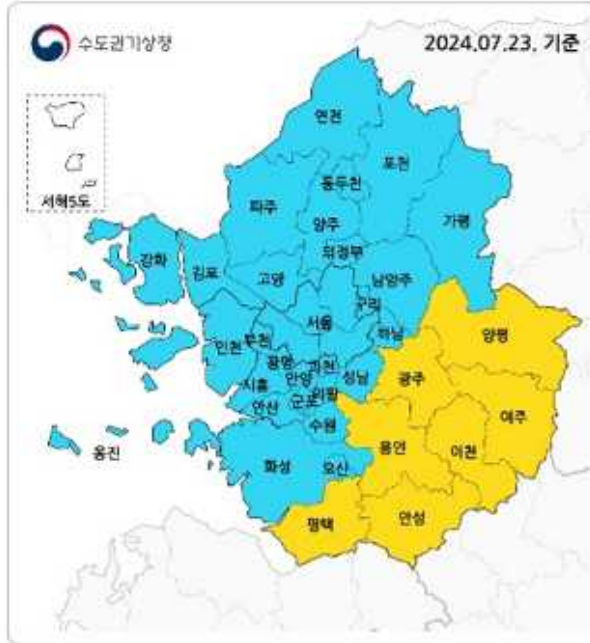 수도권기상청
2024.07.23. 기준
서해5도
연천
포천
동두천
파주
양주
가평
의정부
강화
김포
고양
남양주
구리
서울
인천
부천
하남
양평
광명
과천
시흥
안양
성남
광주
의왕
안산
군포
수원
여주
용인
이천
옹진
화성
오산
평택
안성